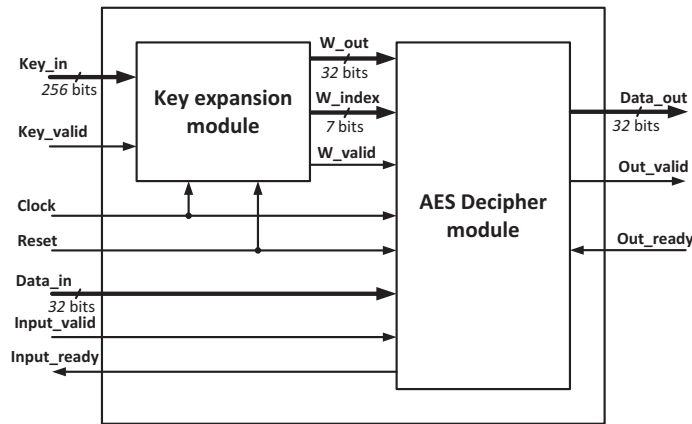 Key_in
256 bits
Key_valid
Clock
Reset
Data_in
32 bits
Input_valid
Input_ready
Key expansion
module
W_out
32 bits
W_index
7 bits
W_valid
AES Decipher
module
Data_out
32 bits
Out_valid
Out_ready